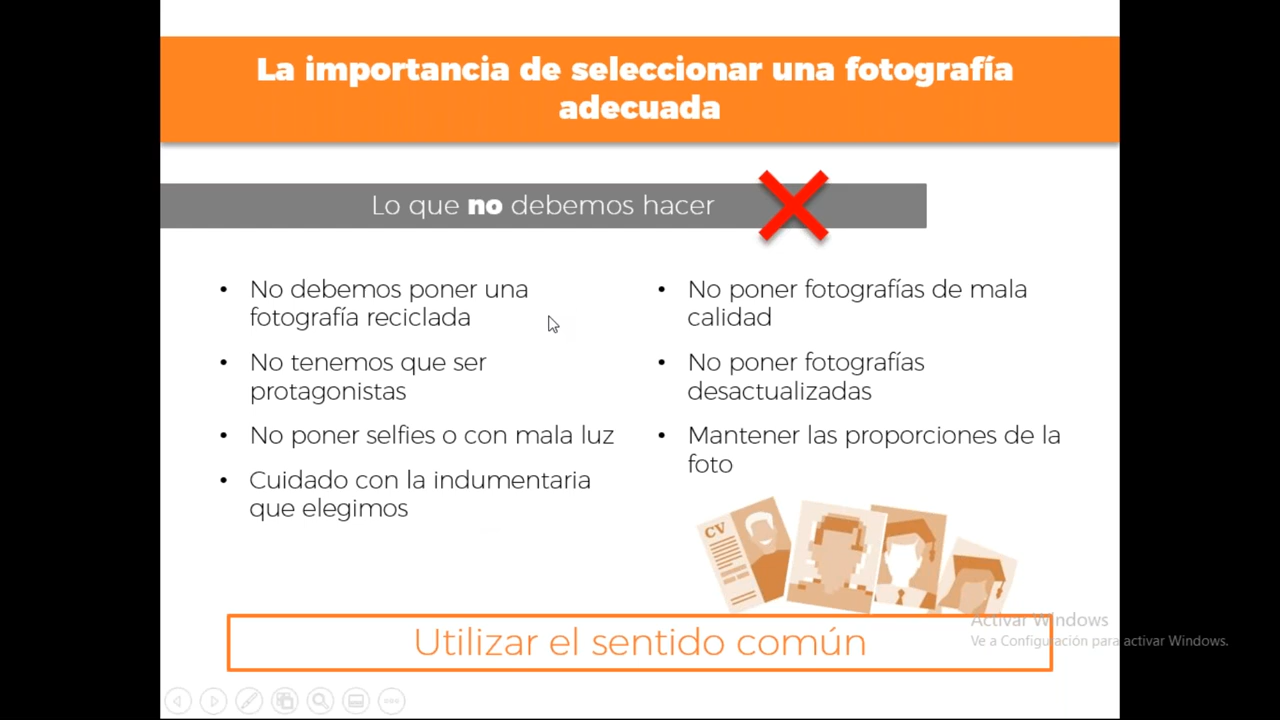 La importancia de seleccionar una fotografía
adecuada
Lo que no debemos hacer
• No debemos poner una
fotografía reciclada
• No tenemos que ser
protagonistas
• No poner selfies o con mala luz
• Cuidado con la indumentaria
que elegimos
• No poner fotografías de mala
calidad
• No poner fotografías
desactualizadas
• Mantener las proporciones de la
foto
CV
Utilizar el sentido común
Activar Windows
Ve a Configuración para activar Windows.